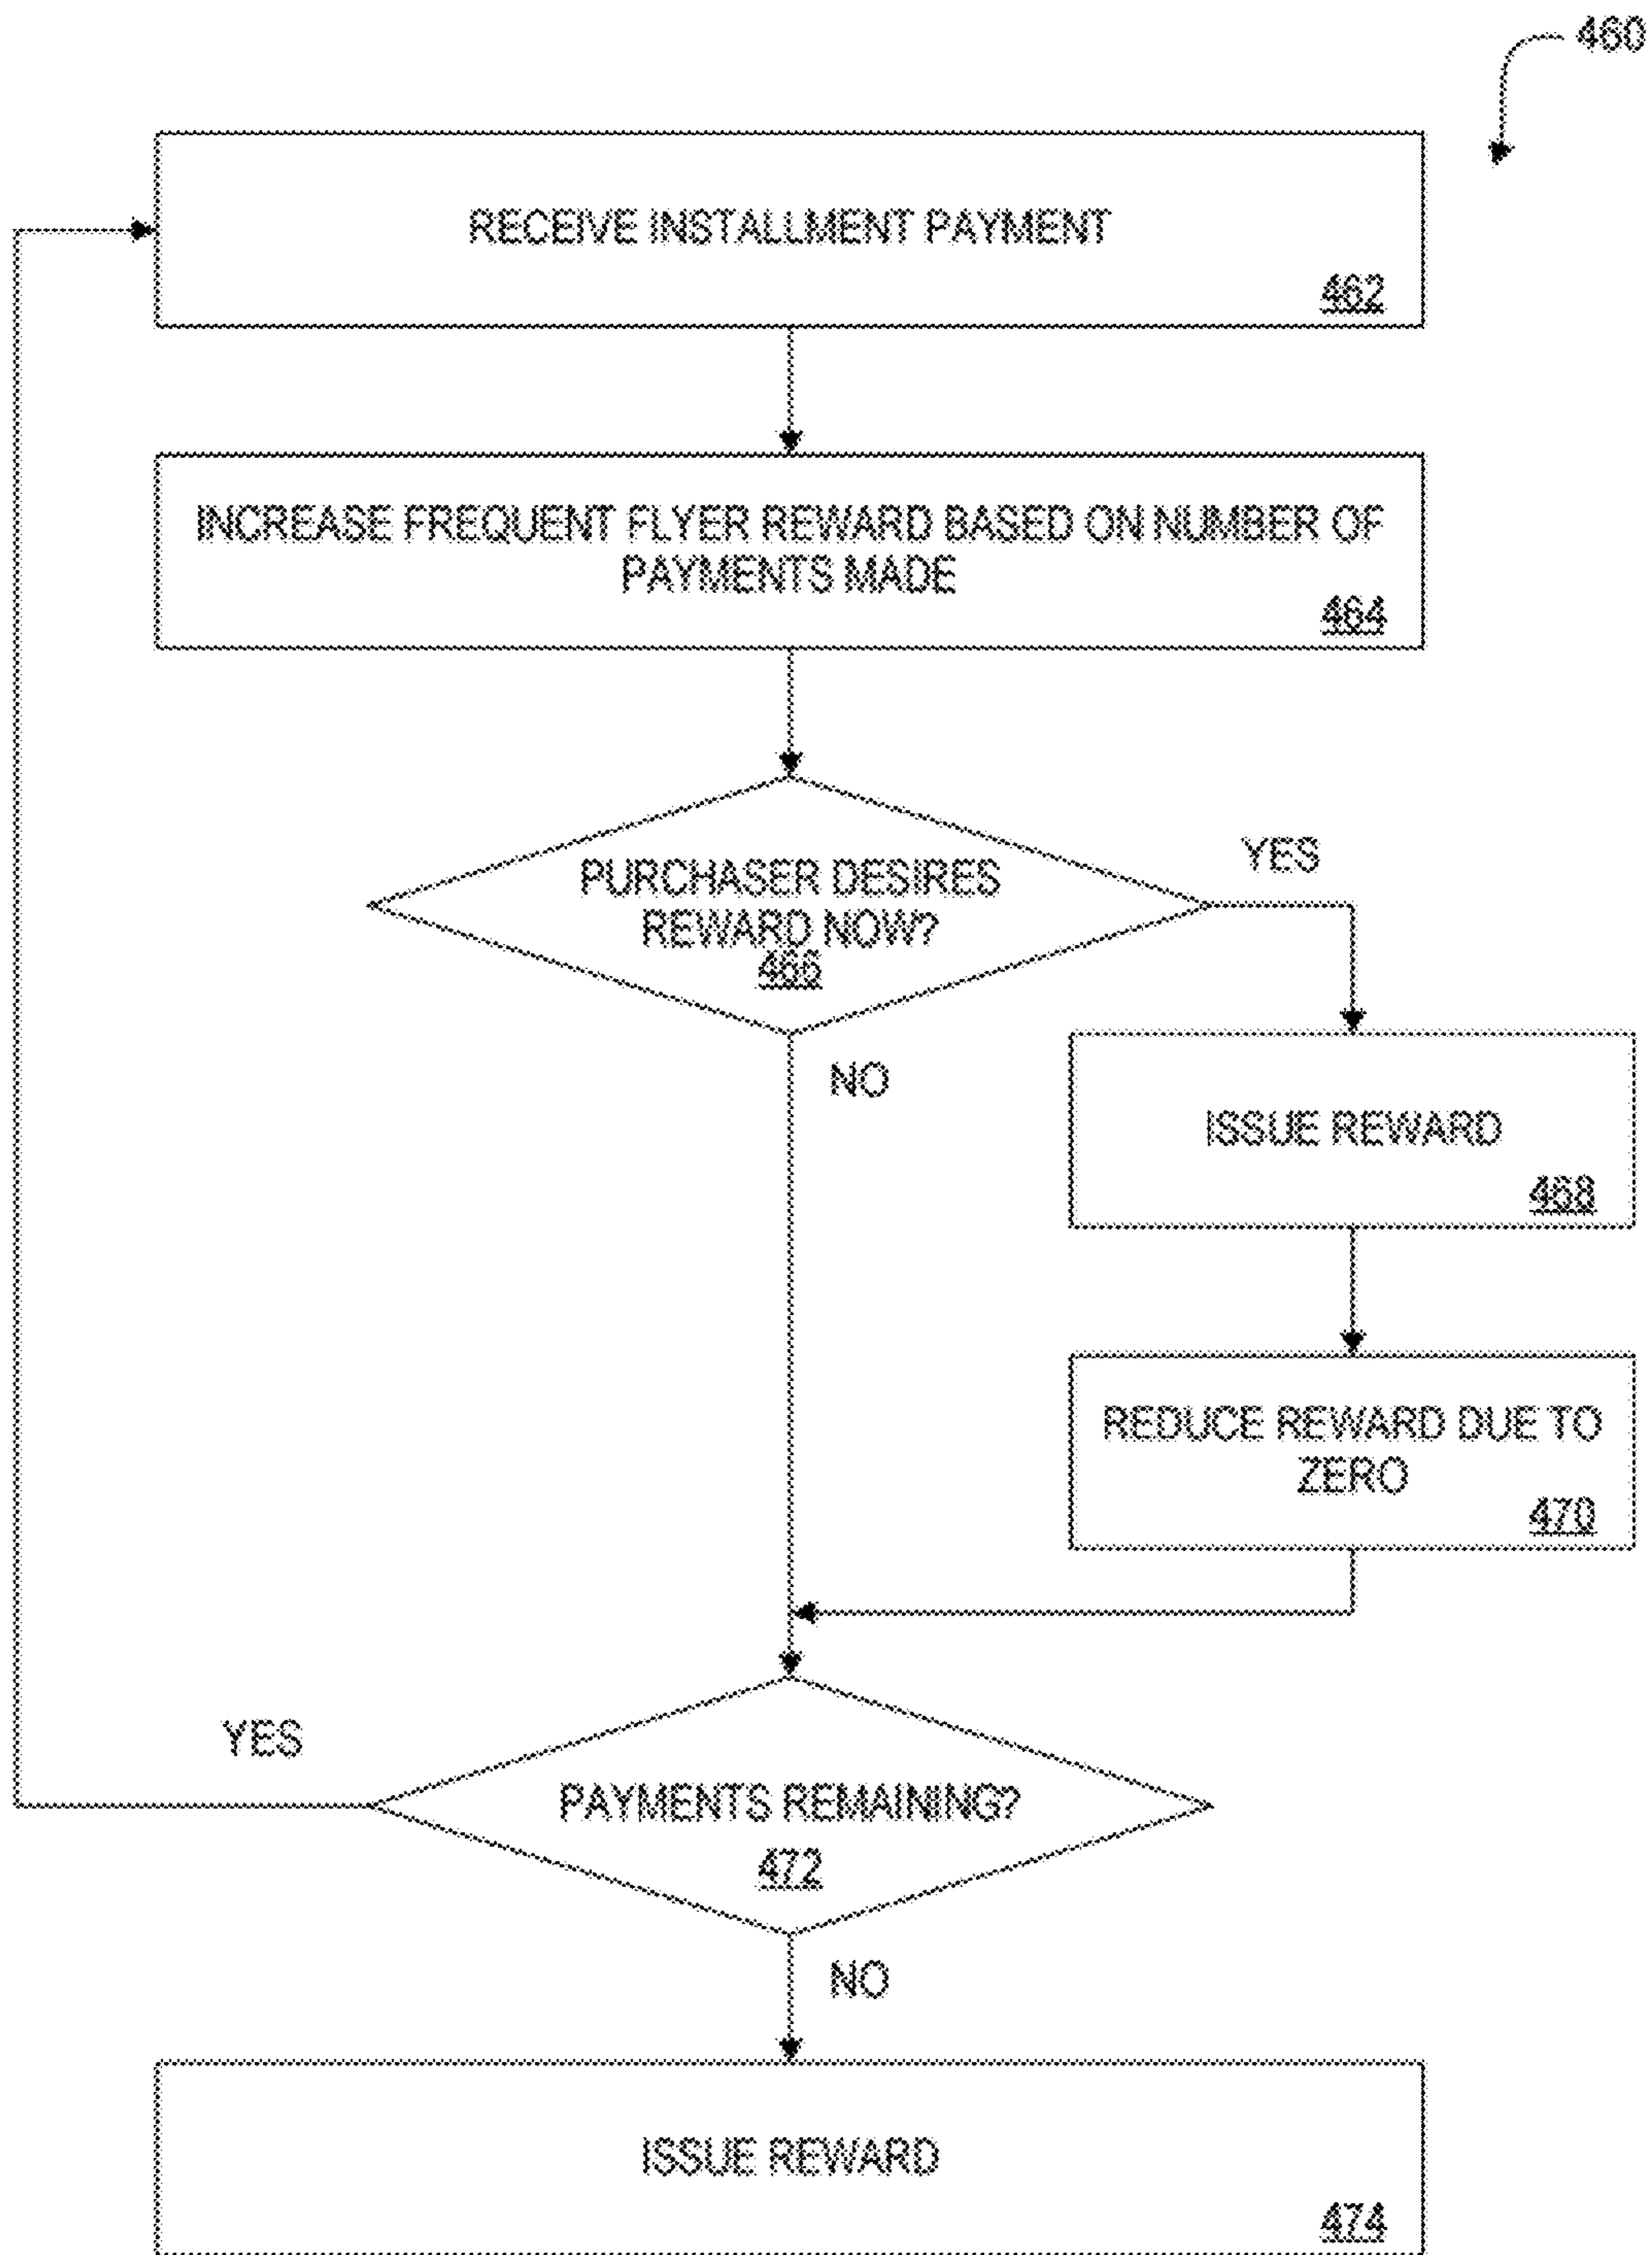 460
RECEIVE INSTALLMENT PAYMENT
462
INCREASE FREQUENT FLYER REWARD BASED ON NUMBER OF
PAYMENTS MADE
464
PURCHASER DESIRES
REWARD NOW?
466
YES
NO
ISSUE REWARD
468
REDUCE REWARD DUE TO
ZERO
470
YES
PAYMENTS REMAINING?
472
NO
ISSUE REWARD
474